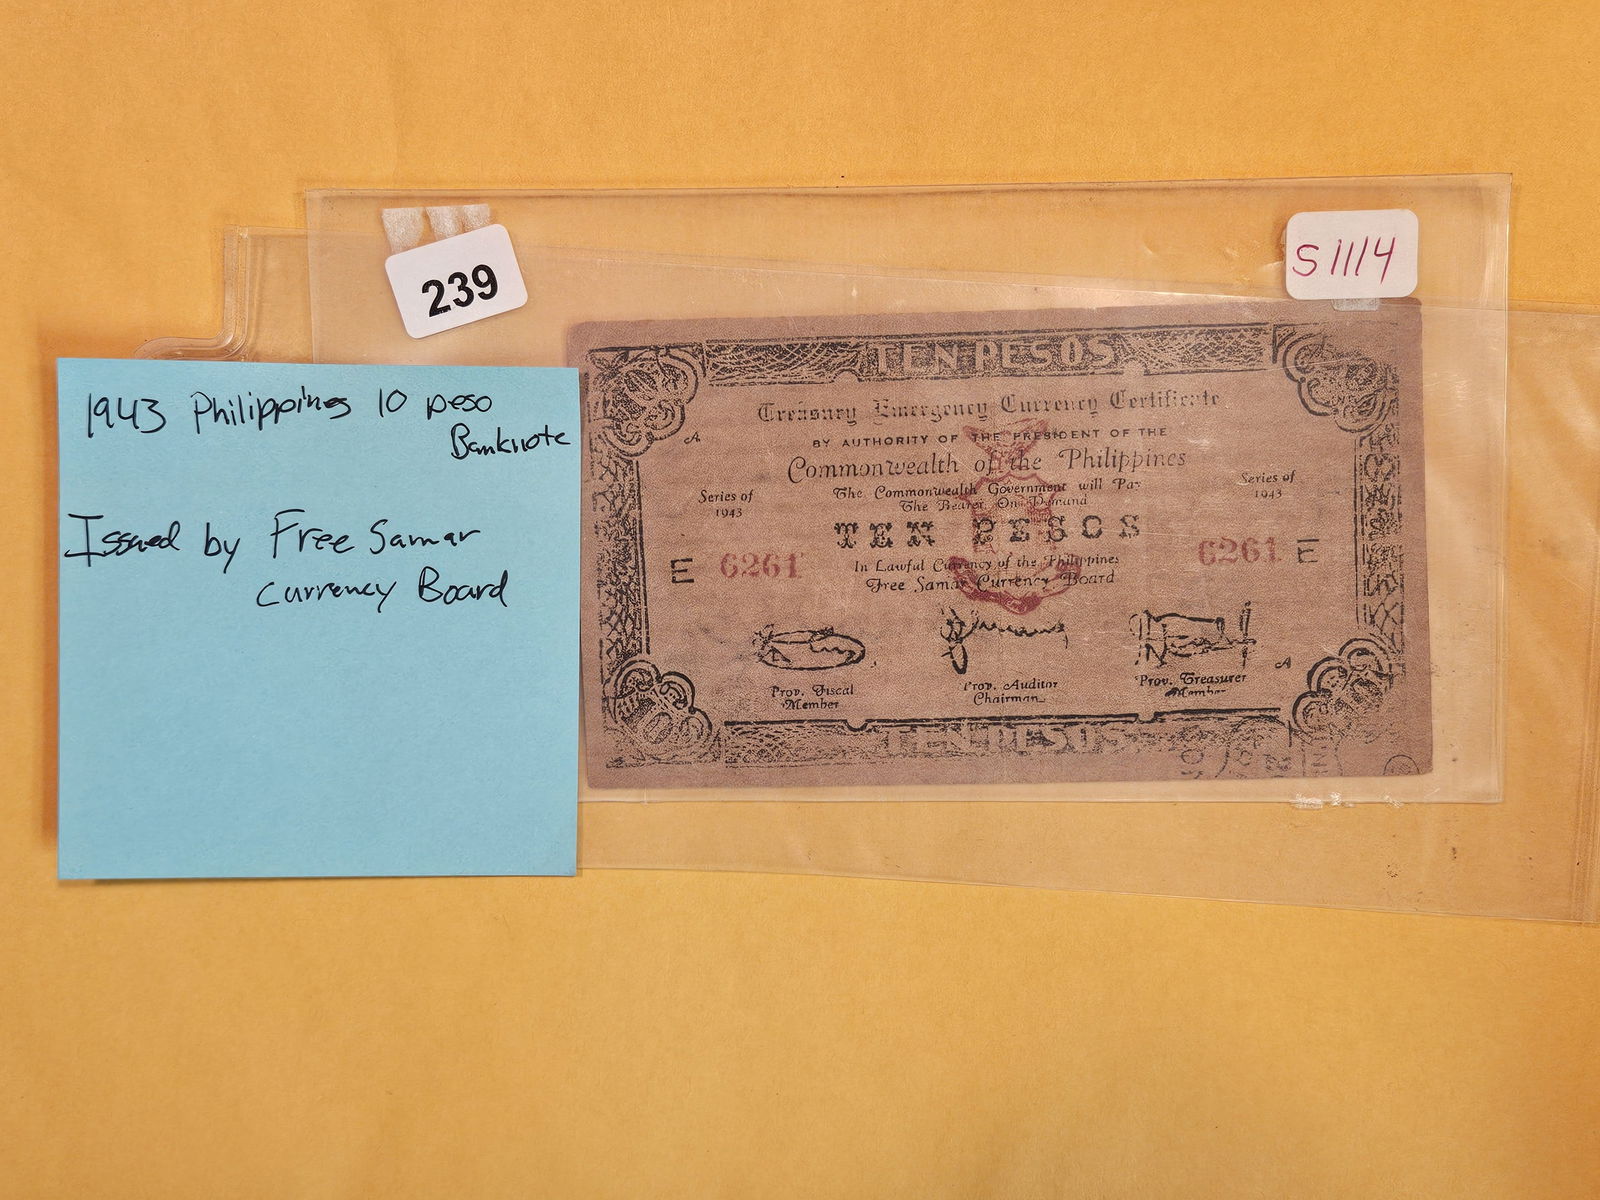 239
S1114
1943 Philippines 10 peso
Banknote
Issued by Free Samar
Currency Board
TEN PESOS
Treasury Emergency Currency Certificate
BY AUTHORITY OF THE PRESIDENT OF THE
Commonwealth of the Philippines
The Commonwealth Government will Pay
The Bearer On Demand
Series of
1943
Series of
1943
TEN PESOS
E 6261
6261 E
In Lawful Currency of the Philippines
Free Samar Currency Board
A
A
Prov. Fiscal
Member
Prov. Auditor
Chairman
Prov. Treasurer
Member
TEN PESOS